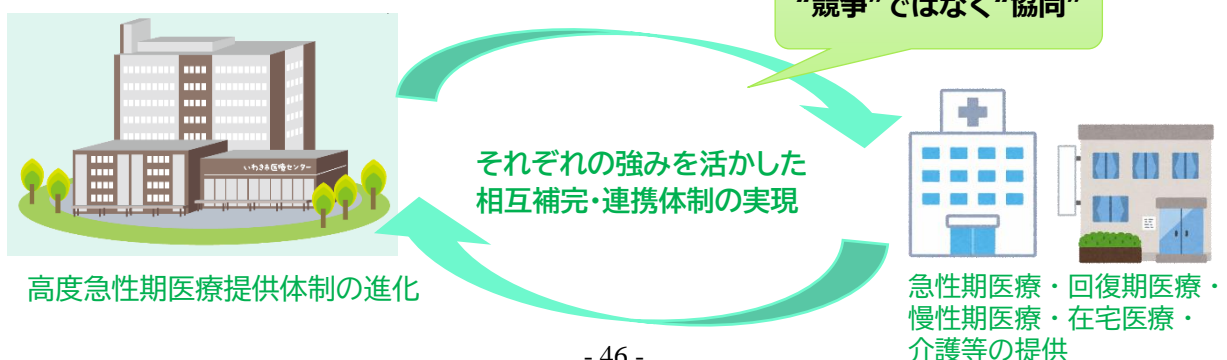 “競争”ではなく“協同”
いわき市医療センター
それぞれの強みを活かした
相互補完・連携体制の実現
高度急性期医療提供体制の進化
急性期医療・回復期医療・
慢性期医療・在宅医療・
介護等の提供
- 46 -